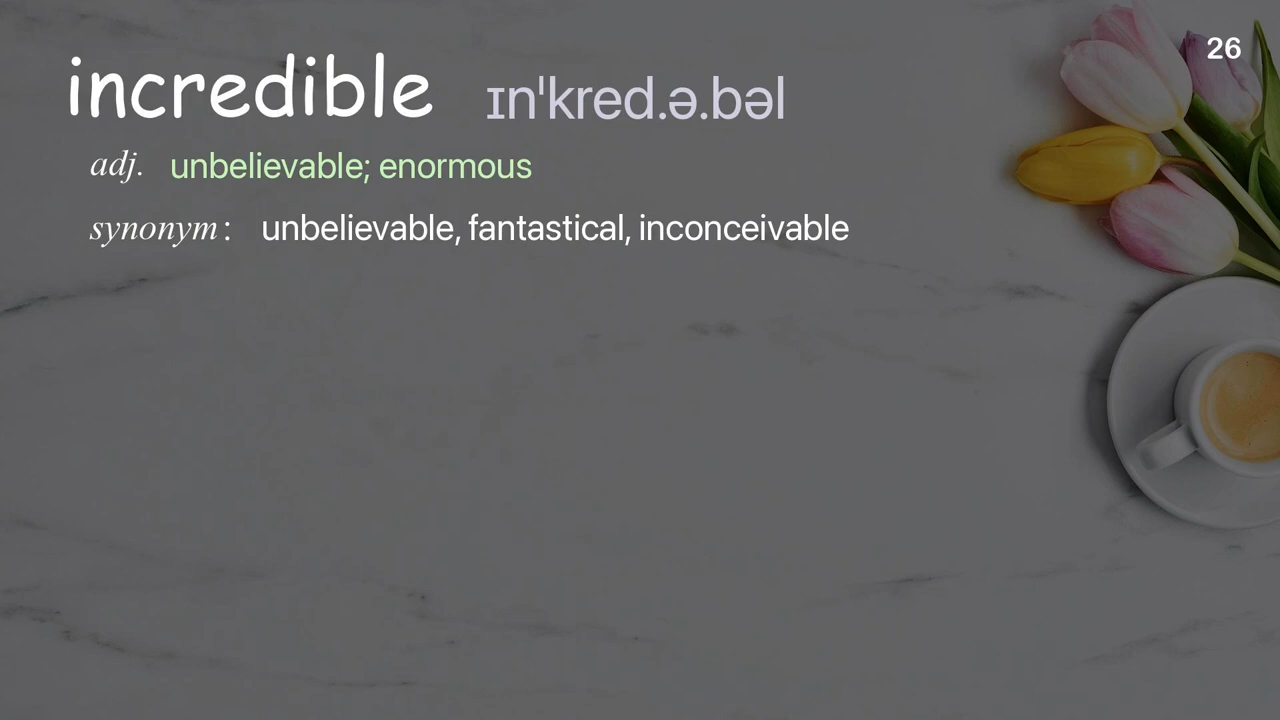 26
incredible ɪnˈkred.ə.bəl
adj. unbelievable; enormous
synonym: unbelievable, fantastical, inconceivable